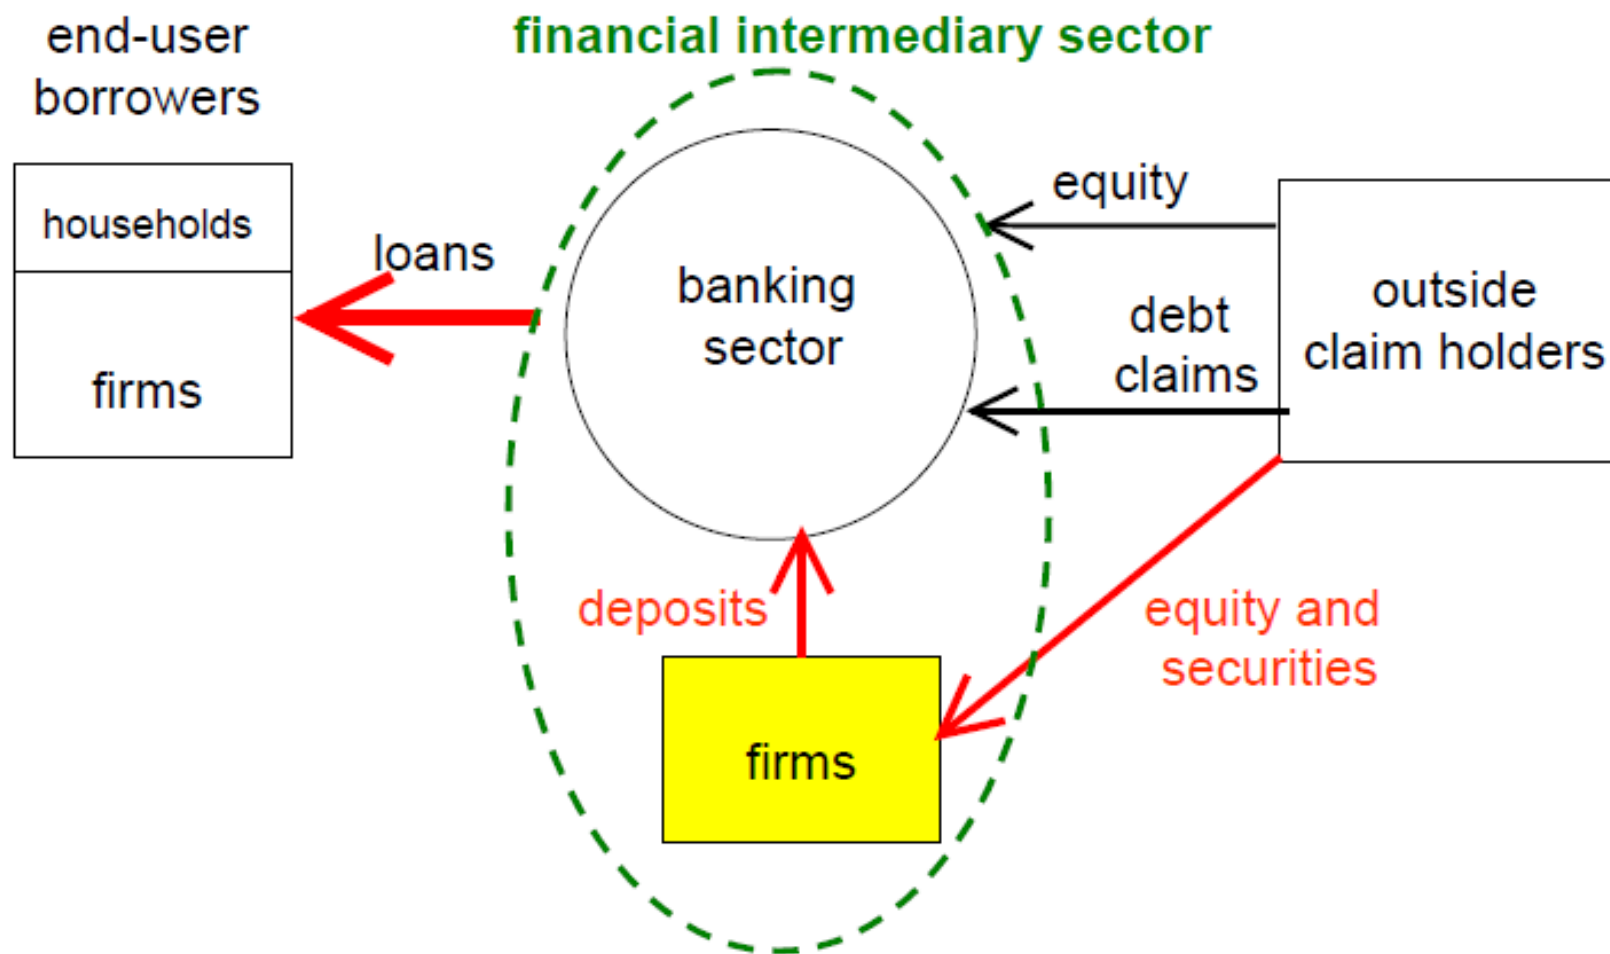 end-user
borrowers
financial intermediary sector
households
firms
loans
banking
sector
equity
debt
claims
outside
claim holders
deposits
equity and
securities
firms